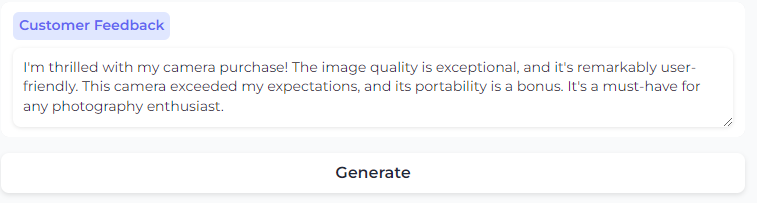 Customer Feedback
I'm thrilled with my camera purchase! The image quality is exceptional, and it's remarkably user-
friendly. This camera exceeded my expectations, and its portability is a bonus. It's a must-have for
any photography enthusiast.
Generate